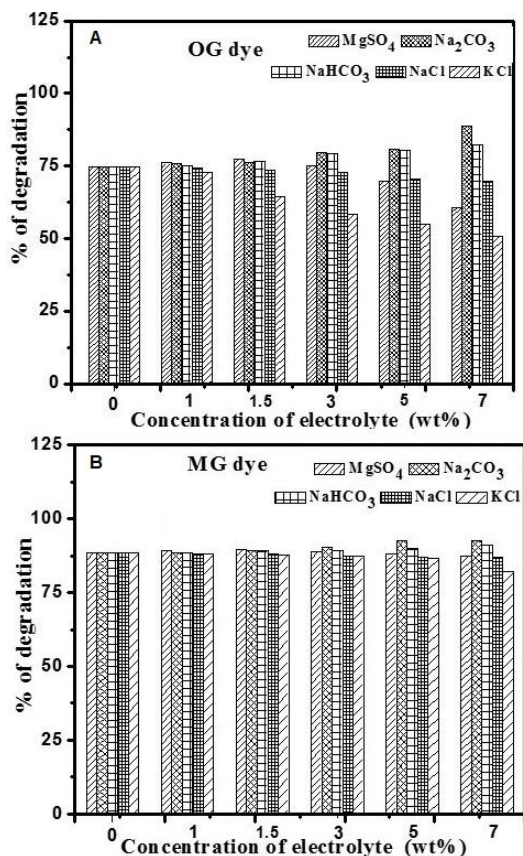 A
OG dye
MgSO₄ Na₂CO₃
NaHCO₃ NaCl KCl
125
100
75
50
25
0
% of degradation
0 1 1.5 3 5 7
Concentration of electrolyte (wt%)
B
MG dye
MgSO₄ Na₂CO₃
NaHCO₃ NaCl KCl
125
100
75
50
25
0
% of degradation
0 1 1.5 3 5 7
Concentration of electrolyte (wt%)